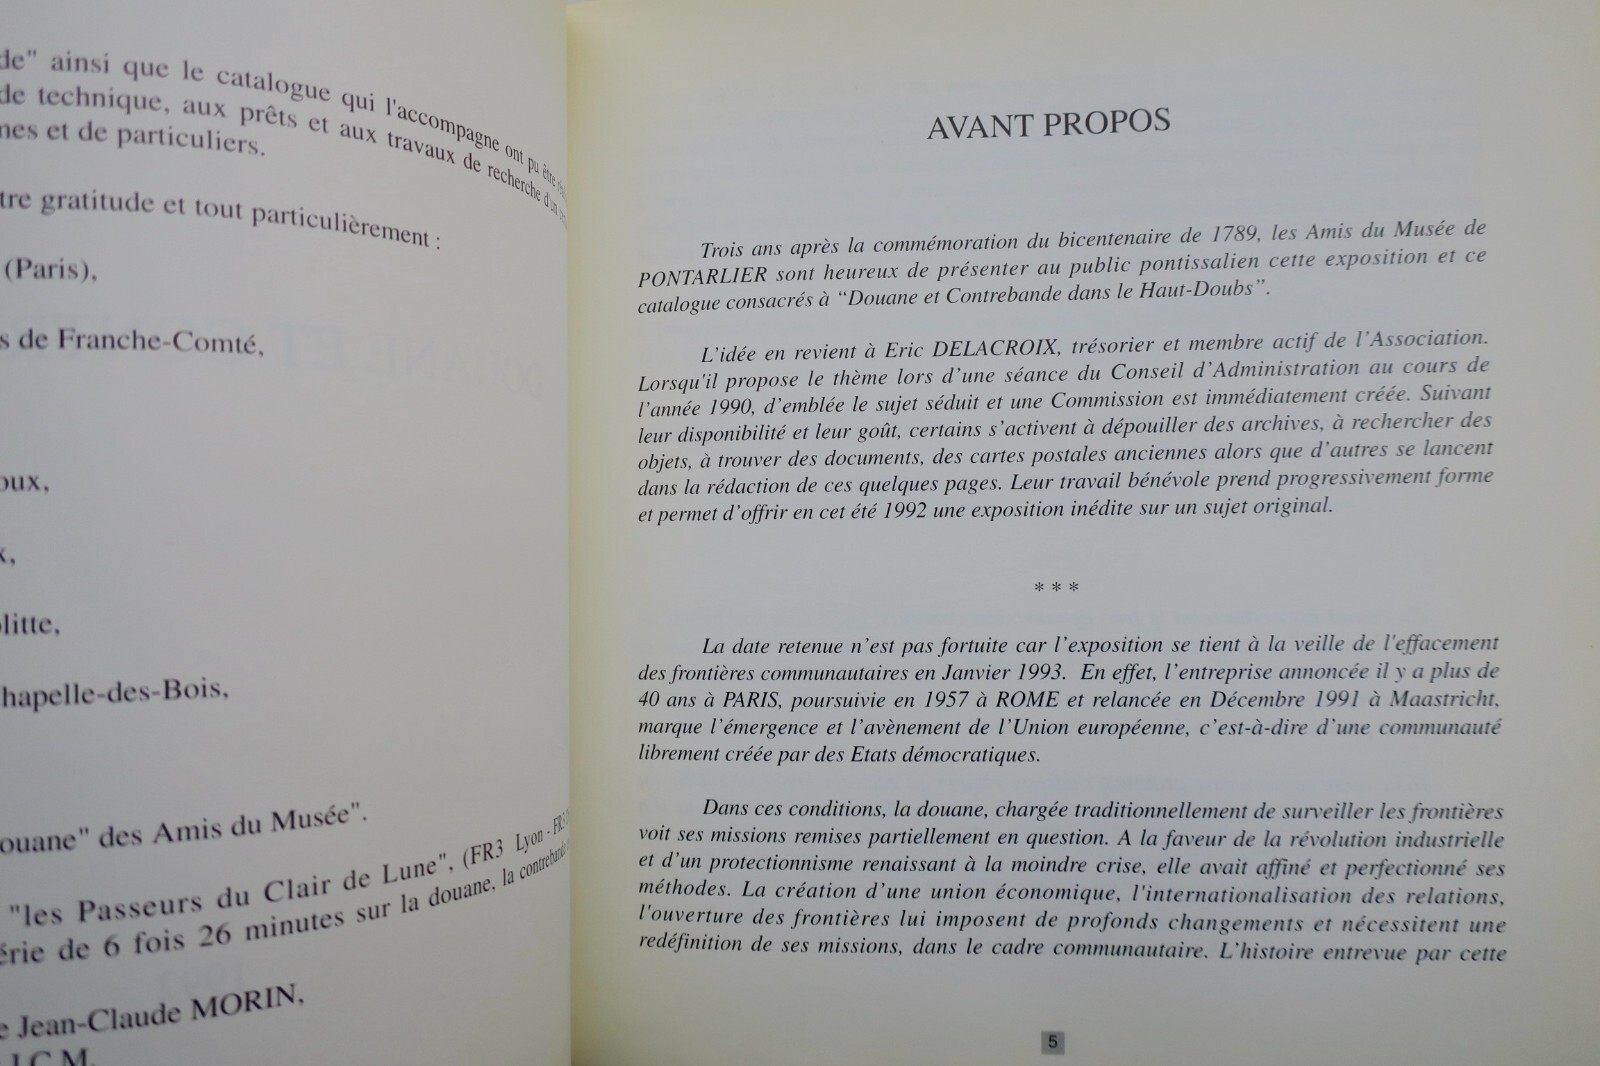 de" ainsi que le catalogue qui l'accompagne ont pu être
de technique, aux prêts et aux travaux de recherche d'un
et de particuliers.
gratitude et tout particulièrement :
(Paris),
de Franche-Comté,
Chapelle-des-Bois,
des Amis du Musée".
"les Passeurs du Clair de Lune", (FR3 Lyon - FR3
de 6 fois 26 minutes sur la douane, la contrebande
Jean-Claude MORIN,
J.C.M.
AVANT PROPOS
Trois ans après la commémoration du bicentenaire de 1789, les Amis du Musée de
PONTARLIER sont heureux de présenter au public pontissalien cette exposition et ce
catalogue consacrés à “Douane et Contrebande dans le Haut-Doubs”.
L’idée en revient à Eric DELACROIX, trésorier et membre actif de l’Association.
Lorsqu'il propose le thème lors d’une séance du Conseil d’Administration au cours de
l’année 1990, d’emblée le sujet séduit et une Commission est immédiatement créée. Suivant
leur disponibilité et leur goût, certains s’activent à dépouiller des archives, à rechercher des
objets, à trouver des documents, des cartes postales anciennes alors que d’autres se lancent
dans la rédaction de ces quelques pages. Leur travail bénévole prend progressivement forme
et permet d’offrir en cet été 1992 une exposition inédite sur un sujet original.
* * *
La date retenue n’est pas fortuite car l’exposition se tient à la veille de l'effacement
des frontières communautaires en Janvier 1993. En effet, l’entreprise annoncée il y a plus de
40 ans à PARIS, poursuivie en 1957 à ROME et relancée en Décembre 1991 à Maastricht,
marque l’émergence et l’avènement de l’Union européenne, c’est-à-dire d’une communauté
librement créée par des Etats démocratiques.
Dans ces conditions, la douane, chargée traditionnellement de surveiller les frontières
voit ses missions remises partiellement en question. A la faveur de la révolution industrielle
et d’un protectionnisme renaissant à la moindre crise, elle avait affiné et perfectionné ses
méthodes. La création d’une union économique, l'internationalisation des relations,
l'ouverture des frontières lui imposent de profonds changements et nécessitent une
redéfinition de ses missions, dans le cadre communautaire. L’histoire entrevue par cette
5